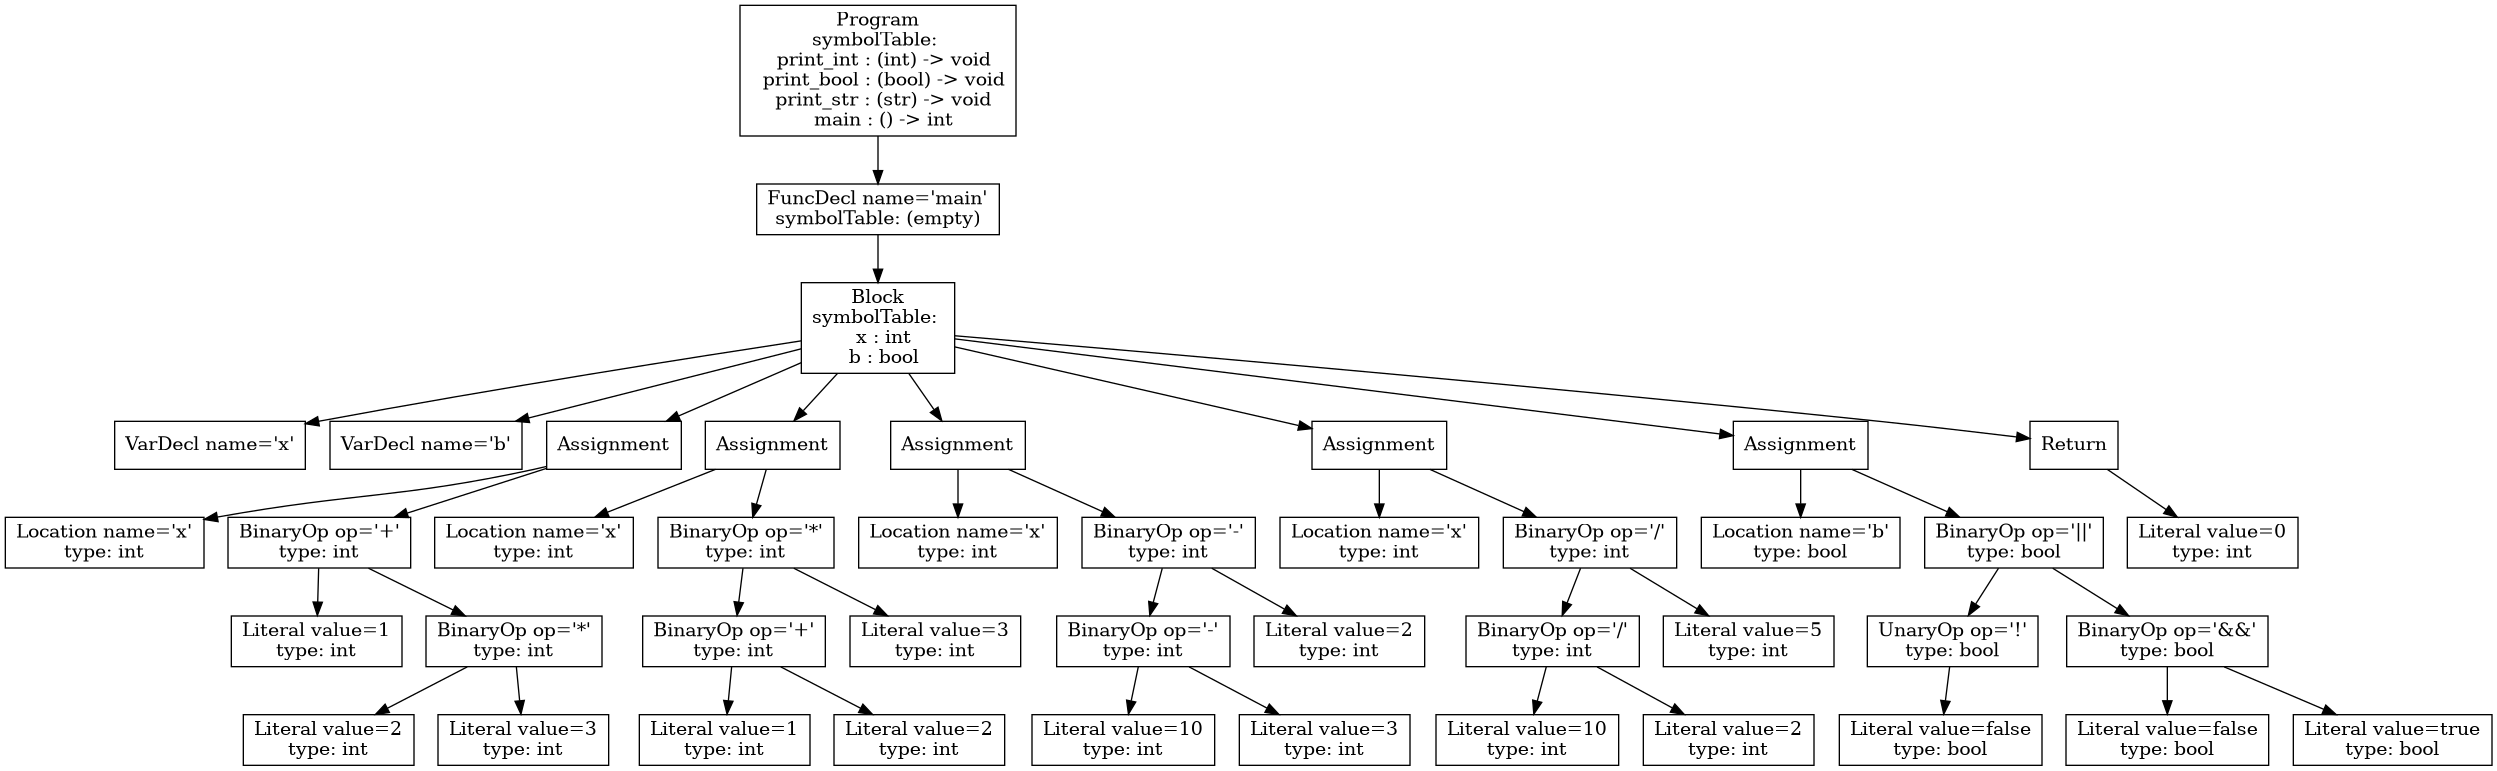 Program
symbolTable:
print_int : (int) -> void
print_bool : (bool) -> void
print_str : (str) -> void
main : () -> int
FuncDecl name='main'
symbolTable: (empty)
Block
symbolTable:
x : int
b : bool
VarDecl name='x'
VarDecl name='b'
Assignment
Assignment
Assignment
Assignment
Assignment
Return
Location name='x'
type: int
BinaryOp op='+'
type: int
Location name='x'
type: int
BinaryOp op='*'
type: int
Location name='x'
type: int
BinaryOp op='-'
type: int
Location name='x'
type: int
BinaryOp op='/'
type: int
Location name='b'
type: bool
BinaryOp op='||'
type: bool
Literal value=0
type: int
Literal value=1
type: int
BinaryOp op='*'
type: int
BinaryOp op='+'
type: int
Literal value=3
type: int
BinaryOp op='-'
type: int
Literal value=2
type: int
BinaryOp op='/'
type: int
Literal value=5
type: int
UnaryOp op='!'
type: bool
BinaryOp op='&&'
type: bool
Literal value=2
type: int
Literal value=3
type: int
Literal value=1
type: int
Literal value=2
type: int
Literal value=10
type: int
Literal value=3
type: int
Literal value=10
type: int
Literal value=2
type: int
Literal value=false
type: bool
Literal value=false
type: bool
Literal value=true
type: bool